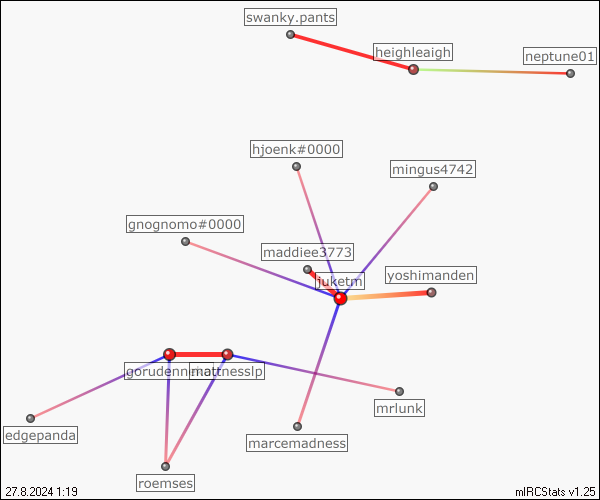 swanky.pants
heighleaigh
neptune01
hjoenk#0000
mingus4742
gnognomo#0000
maddiee3773
juketm
yoshimanden
mattnesslp
mrlunk
edgepanda
marcemadness
roemses
27.8.2024 1:19
mIRCStats v1.25